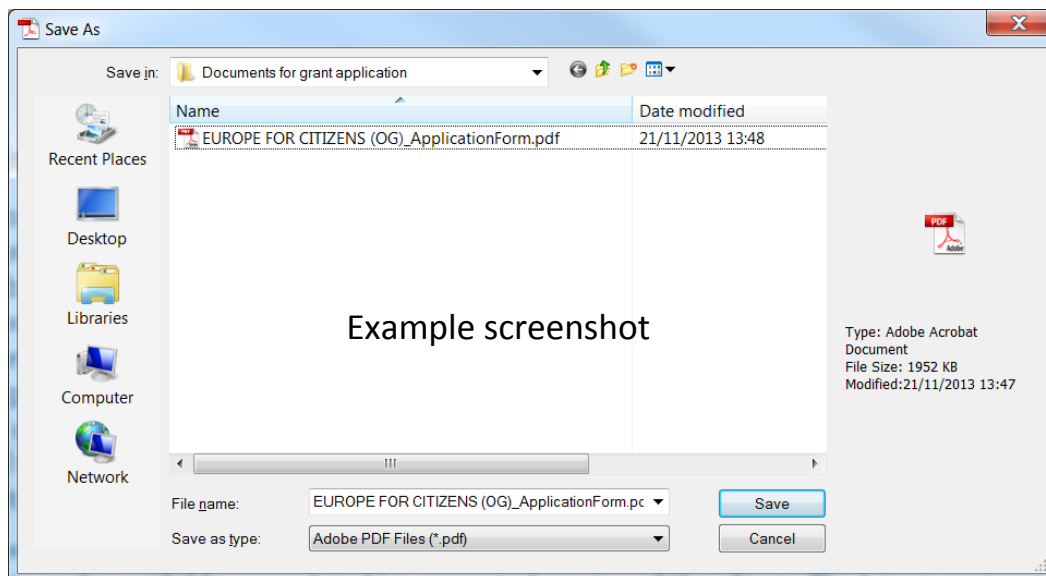 Save As
Save in:
Documents for grant application
Recent Places
Desktop
Libraries
Computer
Network
Name
Date modified
EUROPE FOR CITIZENS (OG)_ApplicationForm.pdf
21/11/2013 13:48
Example screenshot
PDF
Adobe
Type: Adobe Acrobat
Document
File Size: 1952 KB
Modified:21/11/2013 13:47
File name:
EUROPE FOR CITIZENS (OG)_ApplicationForm.pc
Save
Save as type:
Adobe PDF Files (*.pdf)
Cancel